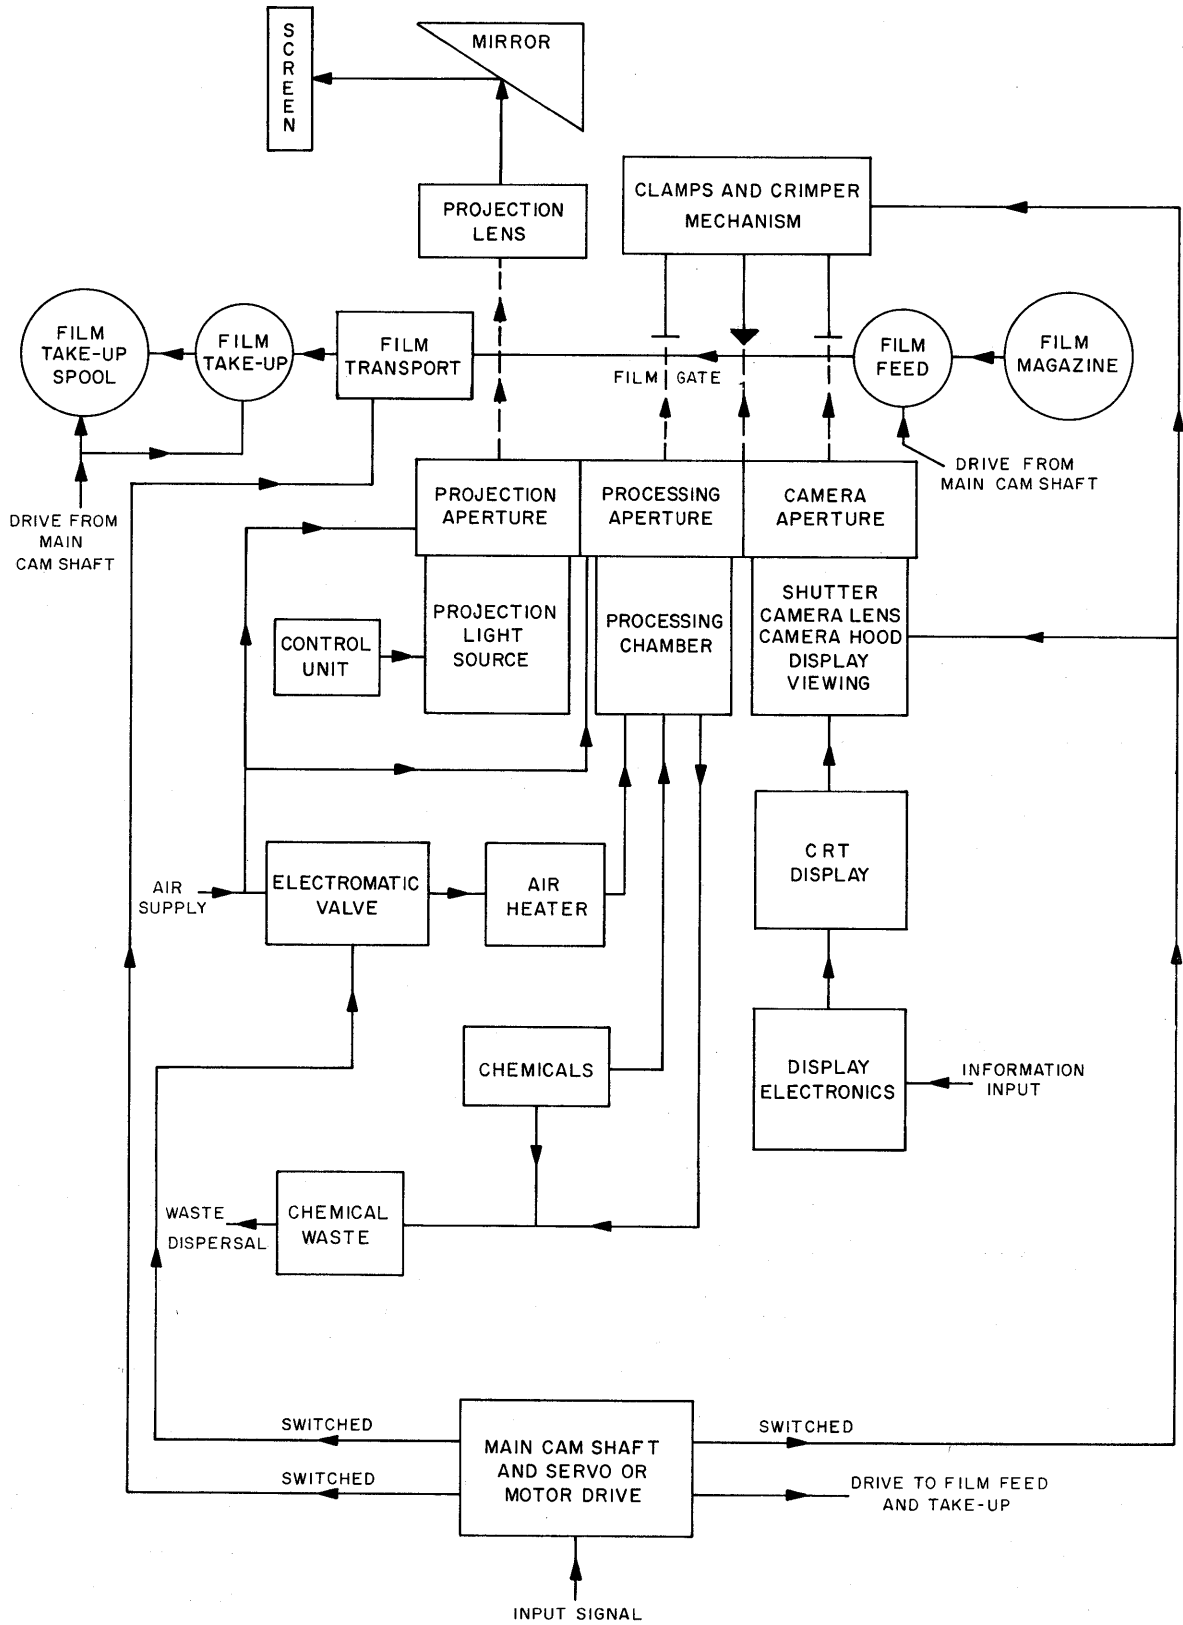 SCREEN
MIRROR
PROJECTION
LENS
CLAMPS AND CRIMPER
MECHANISM
FILM
TAKE-UP
SPOOL
FILM
TAKE-UP
FILM
TRANSPORT
FILM GATE
FILM
FEED
FILM
MAGAZINE
DRIVE FROM
MAIN CAM SHAFT
DRIVE FROM
MAIN
CAM SHAFT
PROJECTION
APERTURE
PROCESSING
APERTURE
CAMERA
APERTURE
CONTROL
UNIT
PROJECTION
LIGHT
SOURCE
PROCESSING
CHAMBER
SHUTTER
CAMERA LENS
CAMERA HOOD
DISPLAY
VIEWING
AIR
SUPPLY
ELECTROMATIC
VALVE
AIR
HEATER
CRT
DISPLAY
CHEMICALS
DISPLAY
ELECTRONICS
INFORMATION
INPUT
WASTE
DISPERSAL
CHEMICAL
WASTE
SWITCHED
SWITCHED
MAIN CAM SHAFT
AND SERVO OR
MOTOR DRIVE
SWITCHED
DRIVE TO FILM FEED
AND TAKE-UP
INPUT SIGNAL